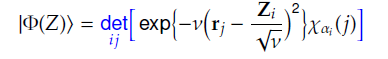 |Φ(Z)⟩ = det_{ij}[ exp{−ν(r_j − Z_i/√ν)²}χ_{α_i}(j)]